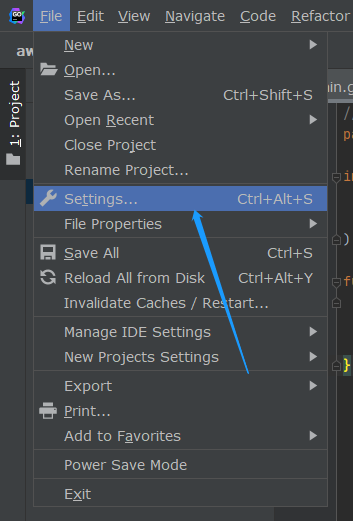 GO
File Edit View Navigate Code Refactor
aw
New
Open...
Save As... Ctrl+Shift+S
Open Recent
Close Project
Rename Project...
Settings... Ctrl+Alt+S
File Properties
Save All Ctrl+S
Reload All from Disk Ctrl+Alt+Y
Invalidate Caches / Restart...
Manage IDE Settings
New Projects Settings
Export
Print...
Add to Favorites
Power Save Mode
Exit
1: Project
in.g
/
pa
im
)
fu
}